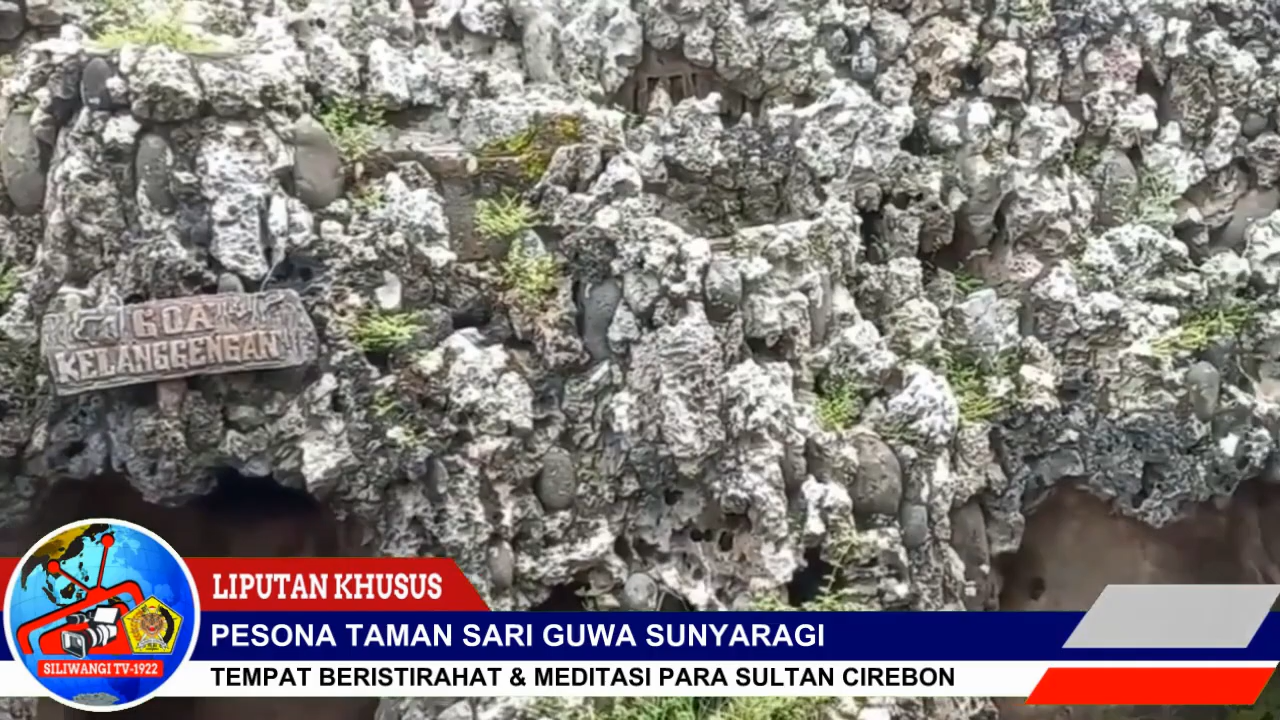 GOA
KELANGGENGAN
LIPUTAN KHUSUS
PESONA TAMAN SARI GUWA SUNYARAGI
TEMPAT BERISTIRAHAT & MEDITASI PARA SULTAN CIREBON
SILIWANGI TV-1922